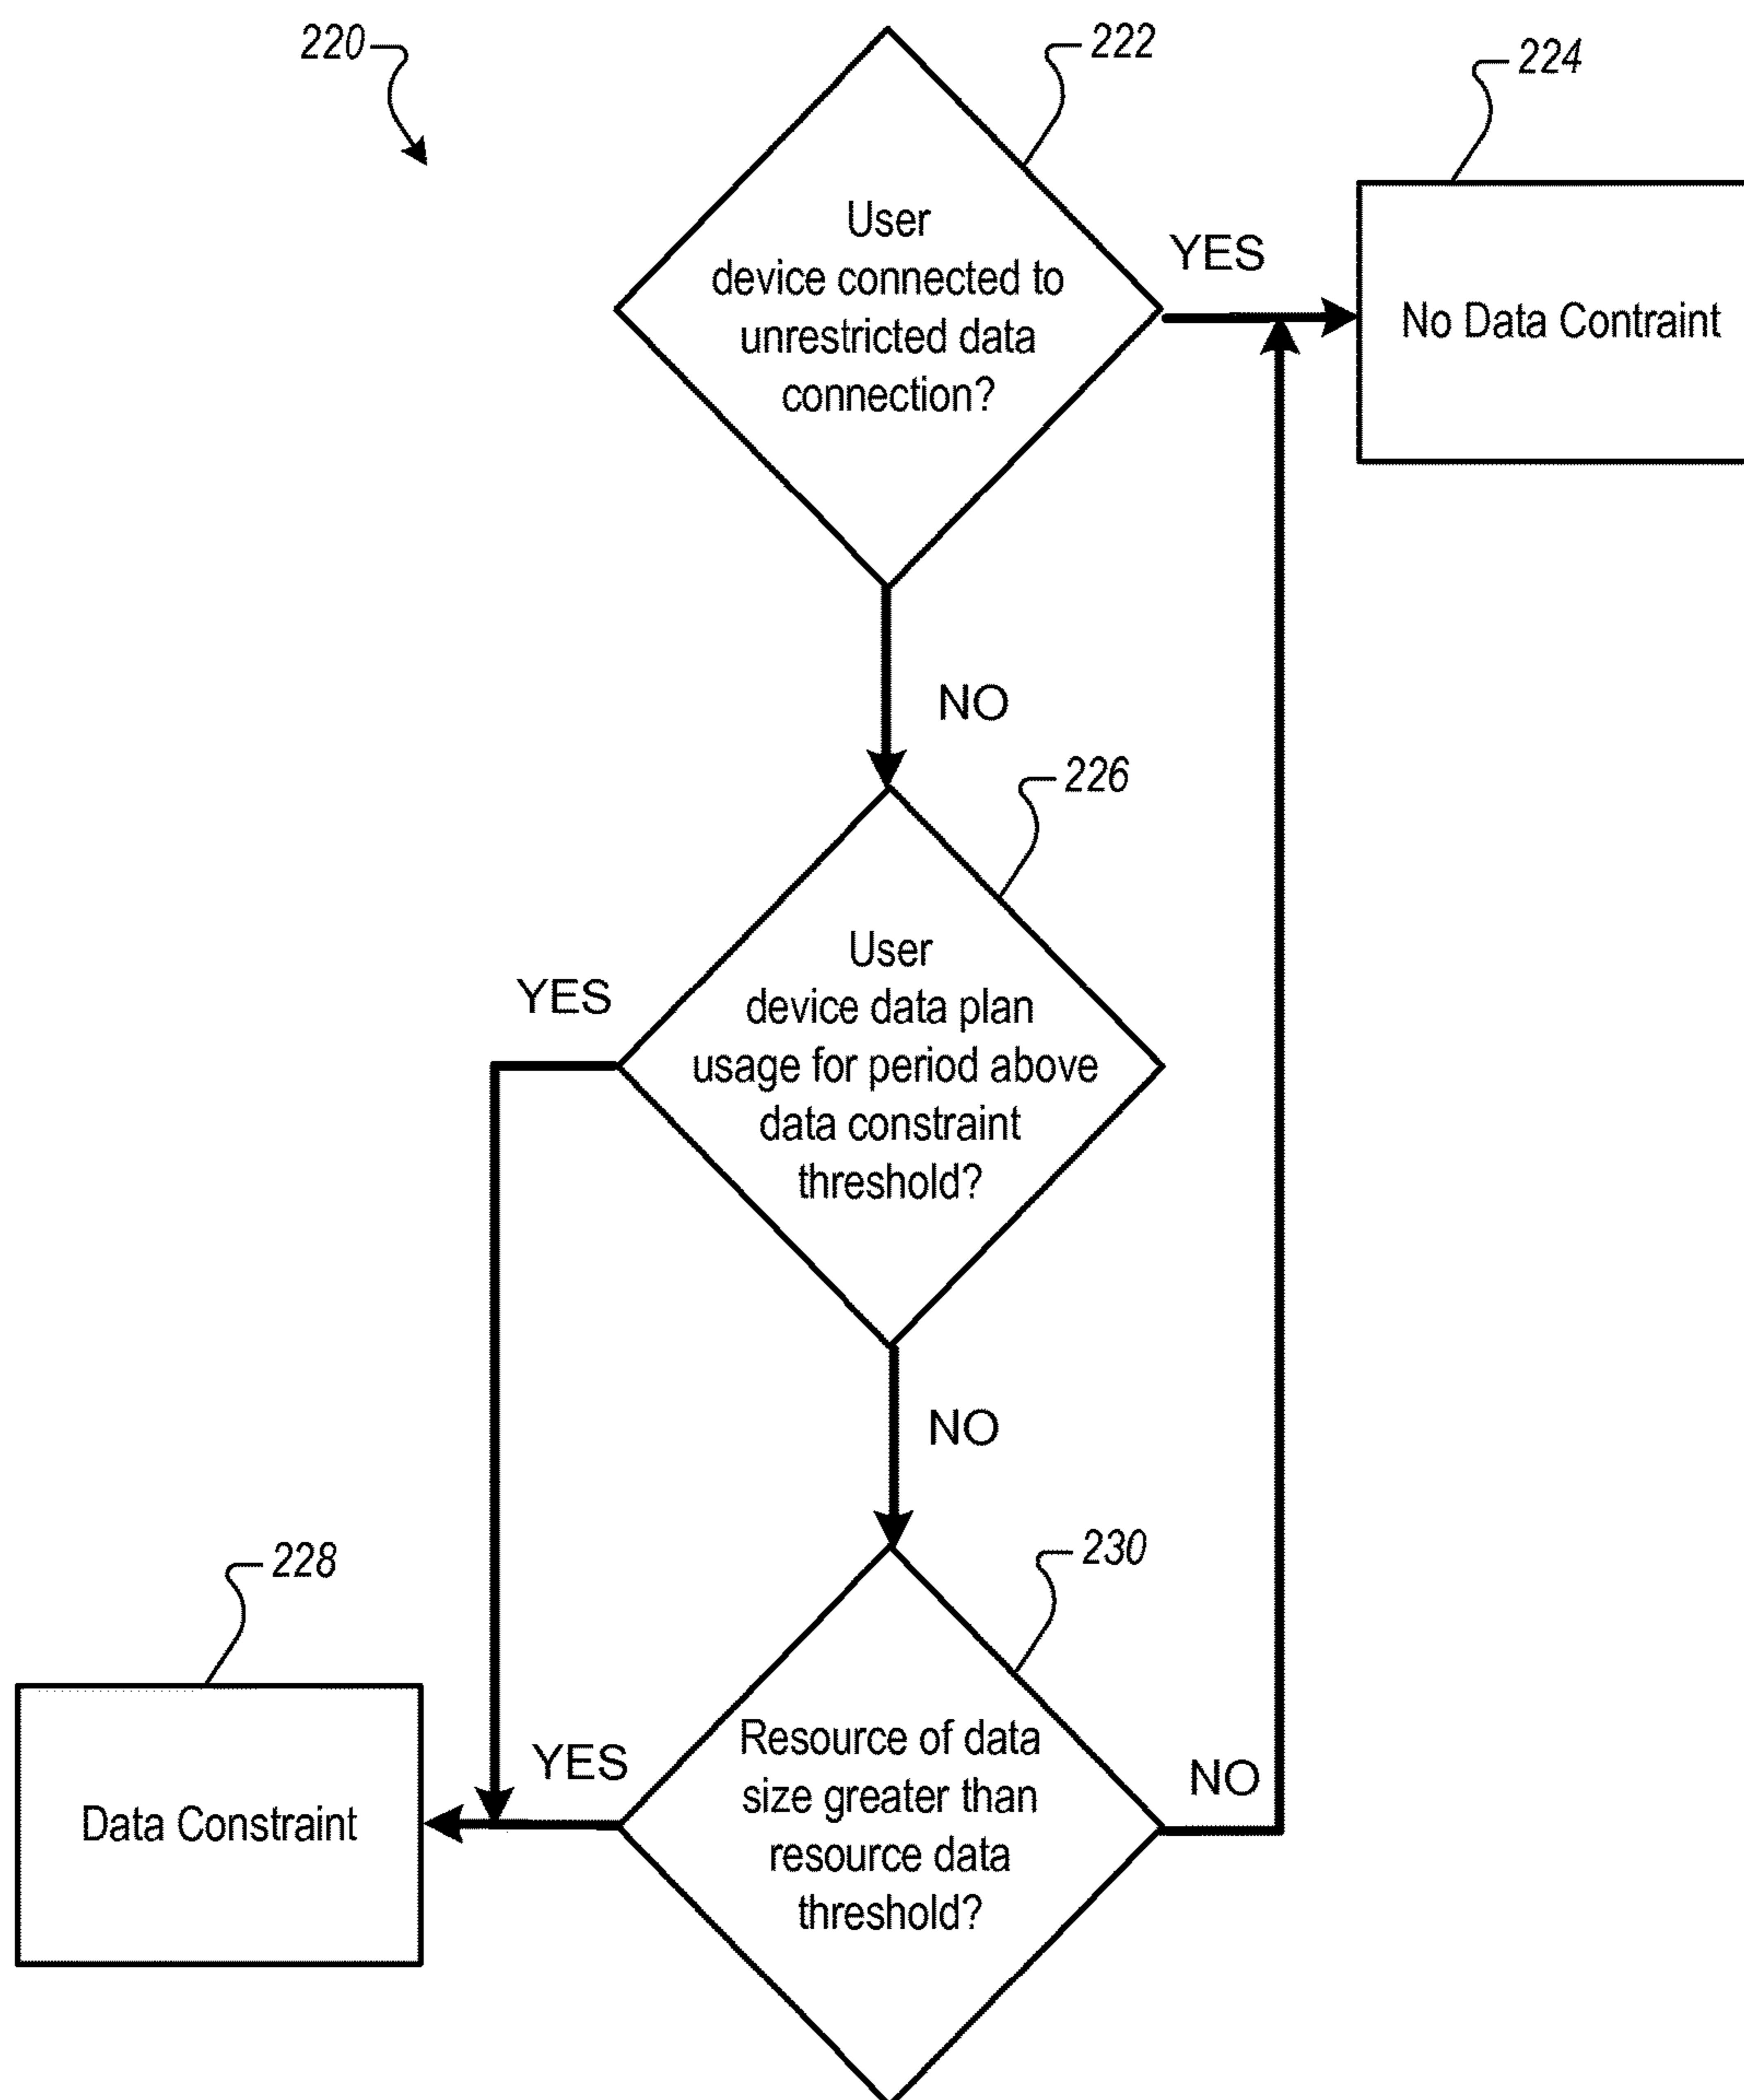 220
222
224
User
device connected to
unrestricted data
connection?
YES
No Data Contraint
NO
226
User
device data plan
usage for period above
data constraint
threshold?
YES
NO
228
230
Data Constraint
YES
Resource of data
size greater than
resource data
threshold?
NO